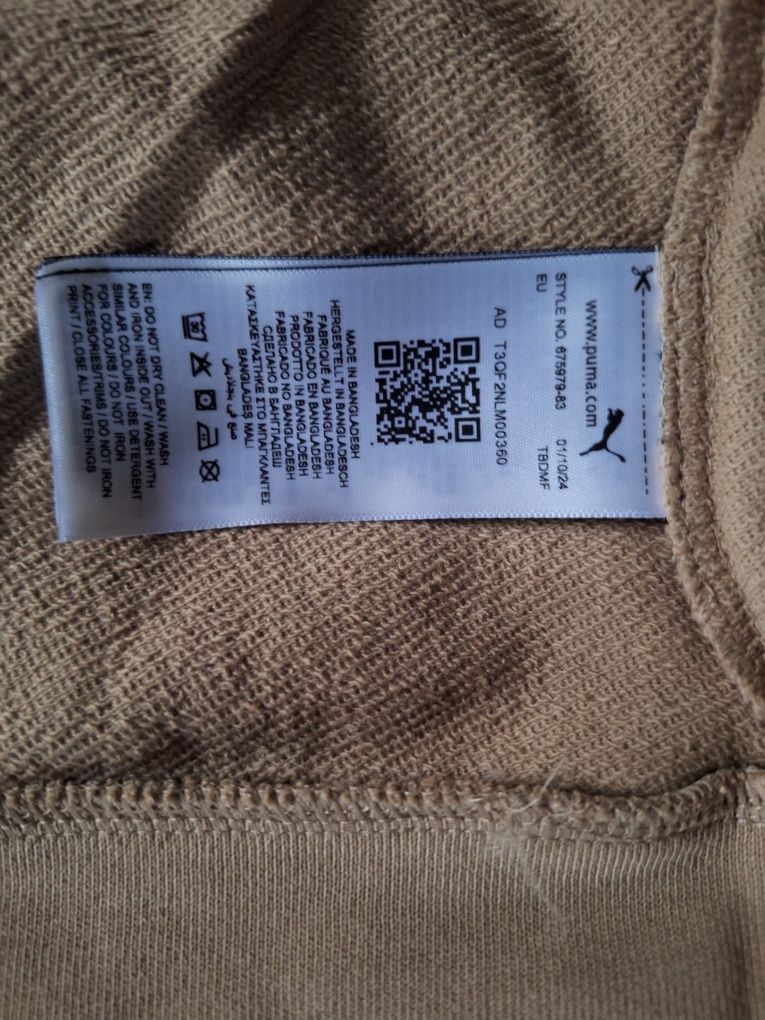 www.puma.com
STYLE NO. 675979-83 01/10/24
EU TBDMF
AD T3QF2NLM00360
MADE IN BANGLADESH
HERGESTELLT IN BANGLADESCH
FABRIQUÉ AU BANGLADESH
FABRICADO EN BANGLADESH
PRODOTTO IN BANGLADESH
FABRICADO NO BANGLADESH
СДЕЛАНО В БАНГЛАДЕШ
ΚΑΤΑΣΚΕΥΑΣΤΗΚΕ ΣΤΟ ΜΠΑΓΚΛΑΝΤΕΣ
BANGLADES MALI
صنع في بنغلاديش
EN: DO NOT DRY CLEAN / WASH
AND IRON INSIDE OUT / WASH WITH
SIMILAR COLOURS / USE DETERGENT
FOR COLOURS / DO NOT IRON
ACCESSORIES/TRIMS / DO NOT IRON
PRINT / CLOSE ALL FASTENINGS